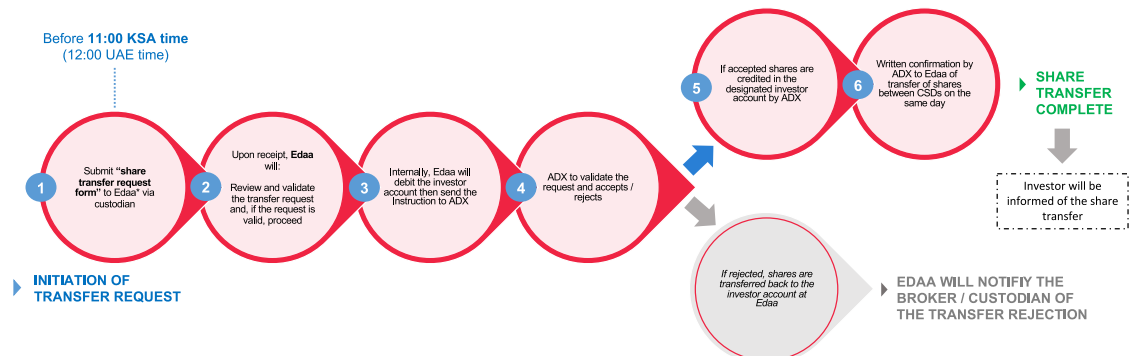 Before 11:00 KSA time
(12:00 UAE time)
1
Submit “share
transfer request
form” to Edaa* via
custodian
INITIATION OF
TRANSFER REQUEST
2
Upon receipt, Edaa
will:
Review and validate
the transfer request
and, if the request is
valid, proceed
3
Internally, Edaa will
debit the investor
account then send the
Instruction to ADX
4
ADX to validate the
request and accepts /
rejects
5
If accepted shares are
credited in the
designated investor
account by ADX
6
Written confirmation by
ADX to Edaa of
transfer of shares
between CSDs on the
same day
SHARE
TRANSFER
COMPLETE
Investor will be
informed of the share
transfer
If rejected, shares are
transferred back to the
investor account at
Edaa
EDAA WILL NOTIFIY THE
BROKER / CUSTODIAN OF
THE TRANSFER REJECTION